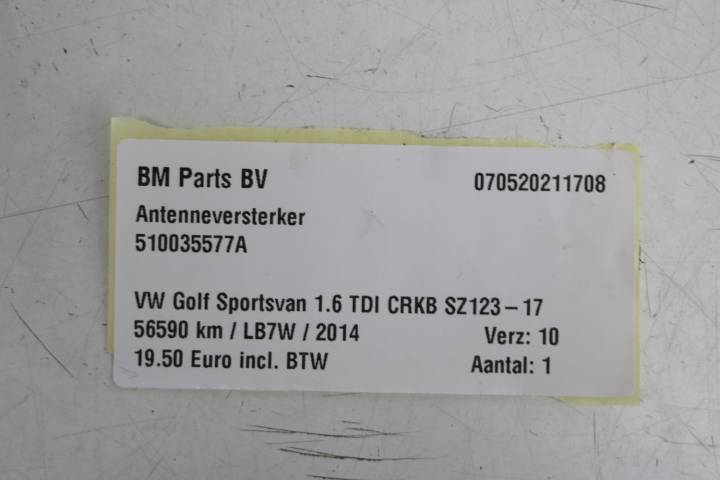 BM Parts BV 070520211708
Antenneversterker
510035577A
VW Golf Sportsvan 1.6 TDI CRKB SZ123-17
56590 km / LB7W / 2014 Verz: 10
19.50 Euro incl. BTW Aantal: 1